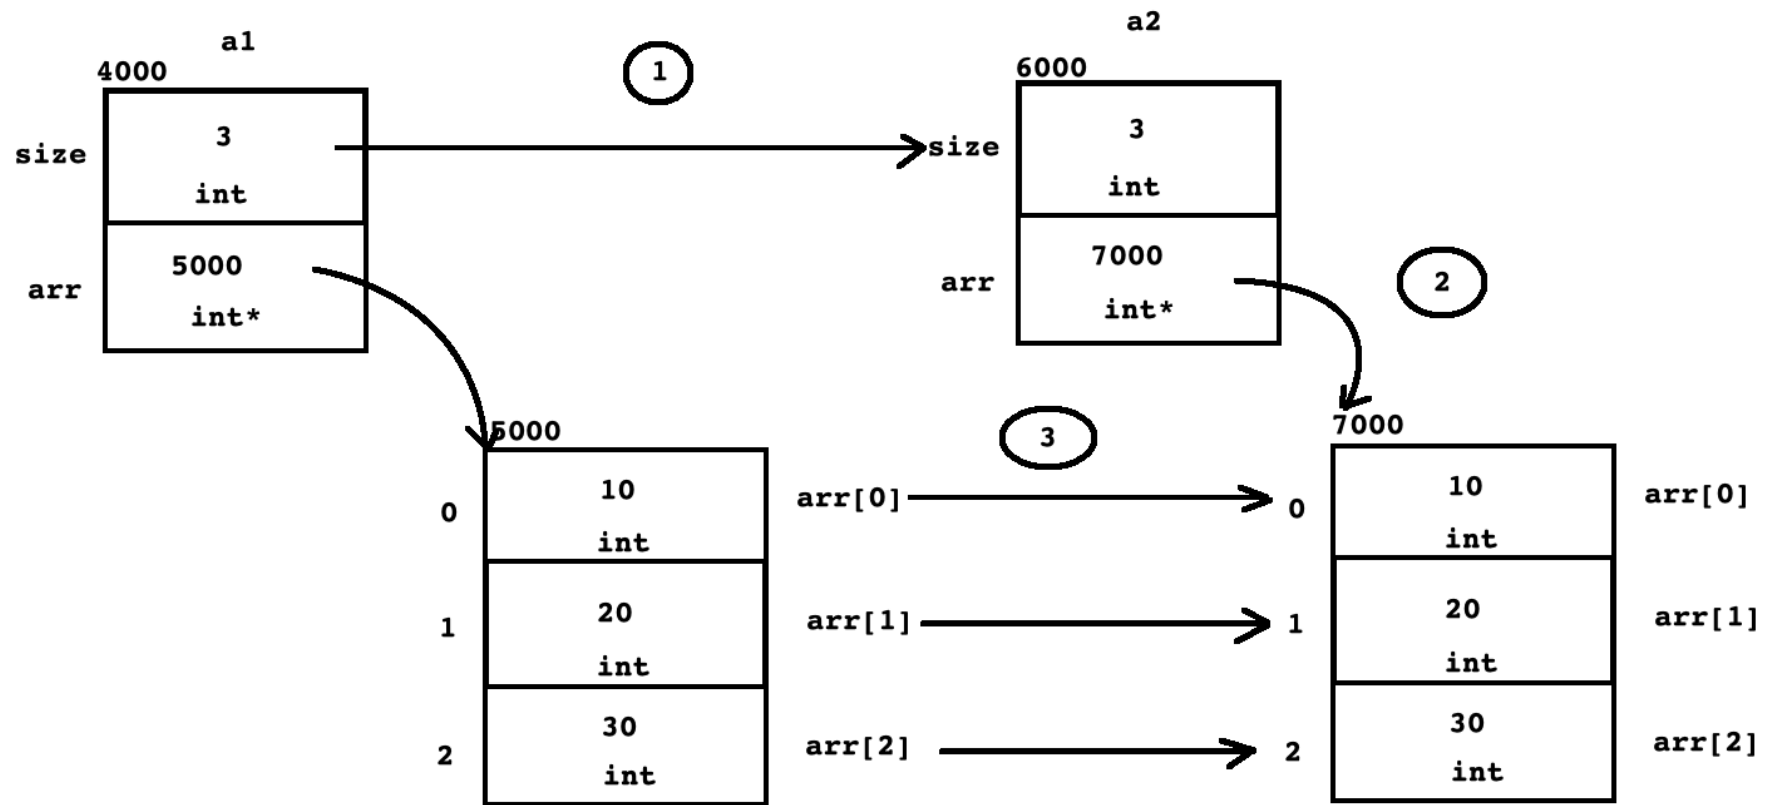 a1
a2
4000
1
6000
size
3
int
size
3
int
arr
5000
int*
arr
7000
int*
2
5000
3
7000
0
10
int
arr[0]
0
10
int
arr[0]
1
20
int
arr[1]
1
20
int
arr[1]
2
30
int
arr[2]
2
30
int
arr[2]